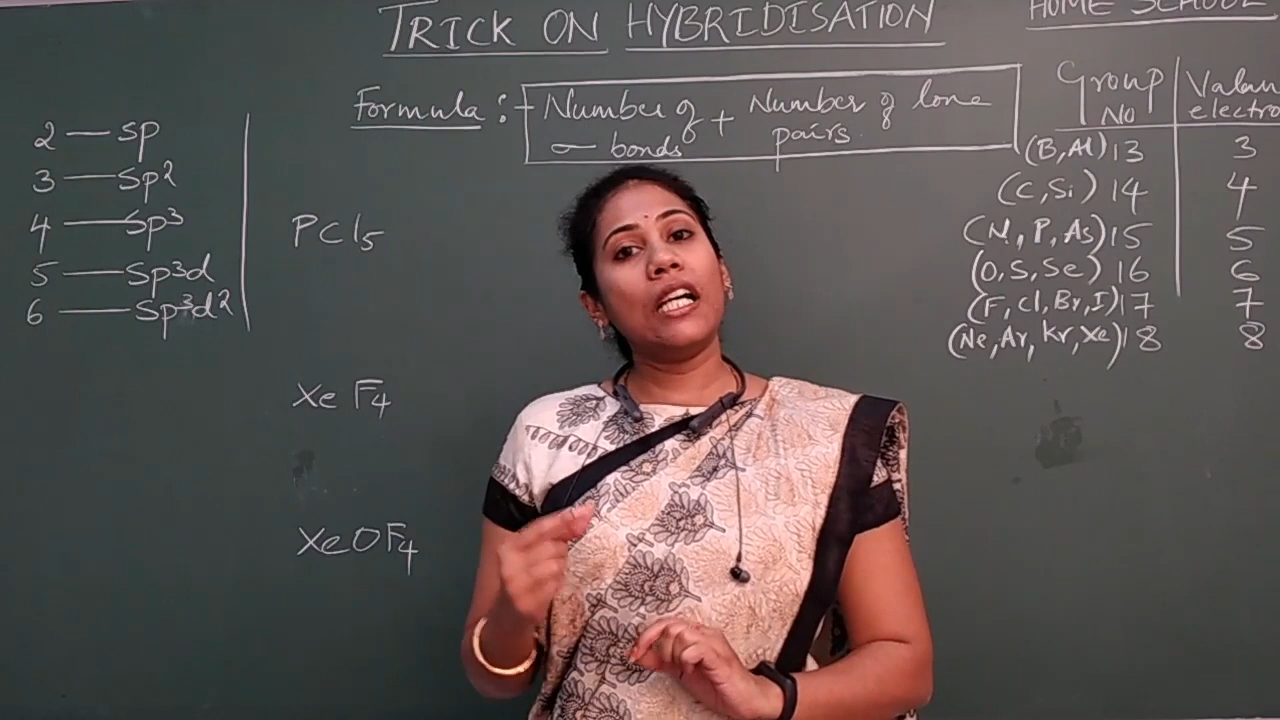 TRICK ON HYBRIDISATION
HOME SCHOOL
Formula :- Number of σ bonds + Number of lone pairs
2 — sp
3 — Sp2
4 — Sp3
5 — Sp3d
6 — Sp3d2
PCl5
XeF4
XeOF4
Group No Valan electro
(B,Al) 13 3
(C,Si) 14 4
(N, P, As) 15 5
(O,S,Se) 16 6
(F, Cl, Br, I) 17 7
(Ne, Ar, Kr, Xe) 18 8